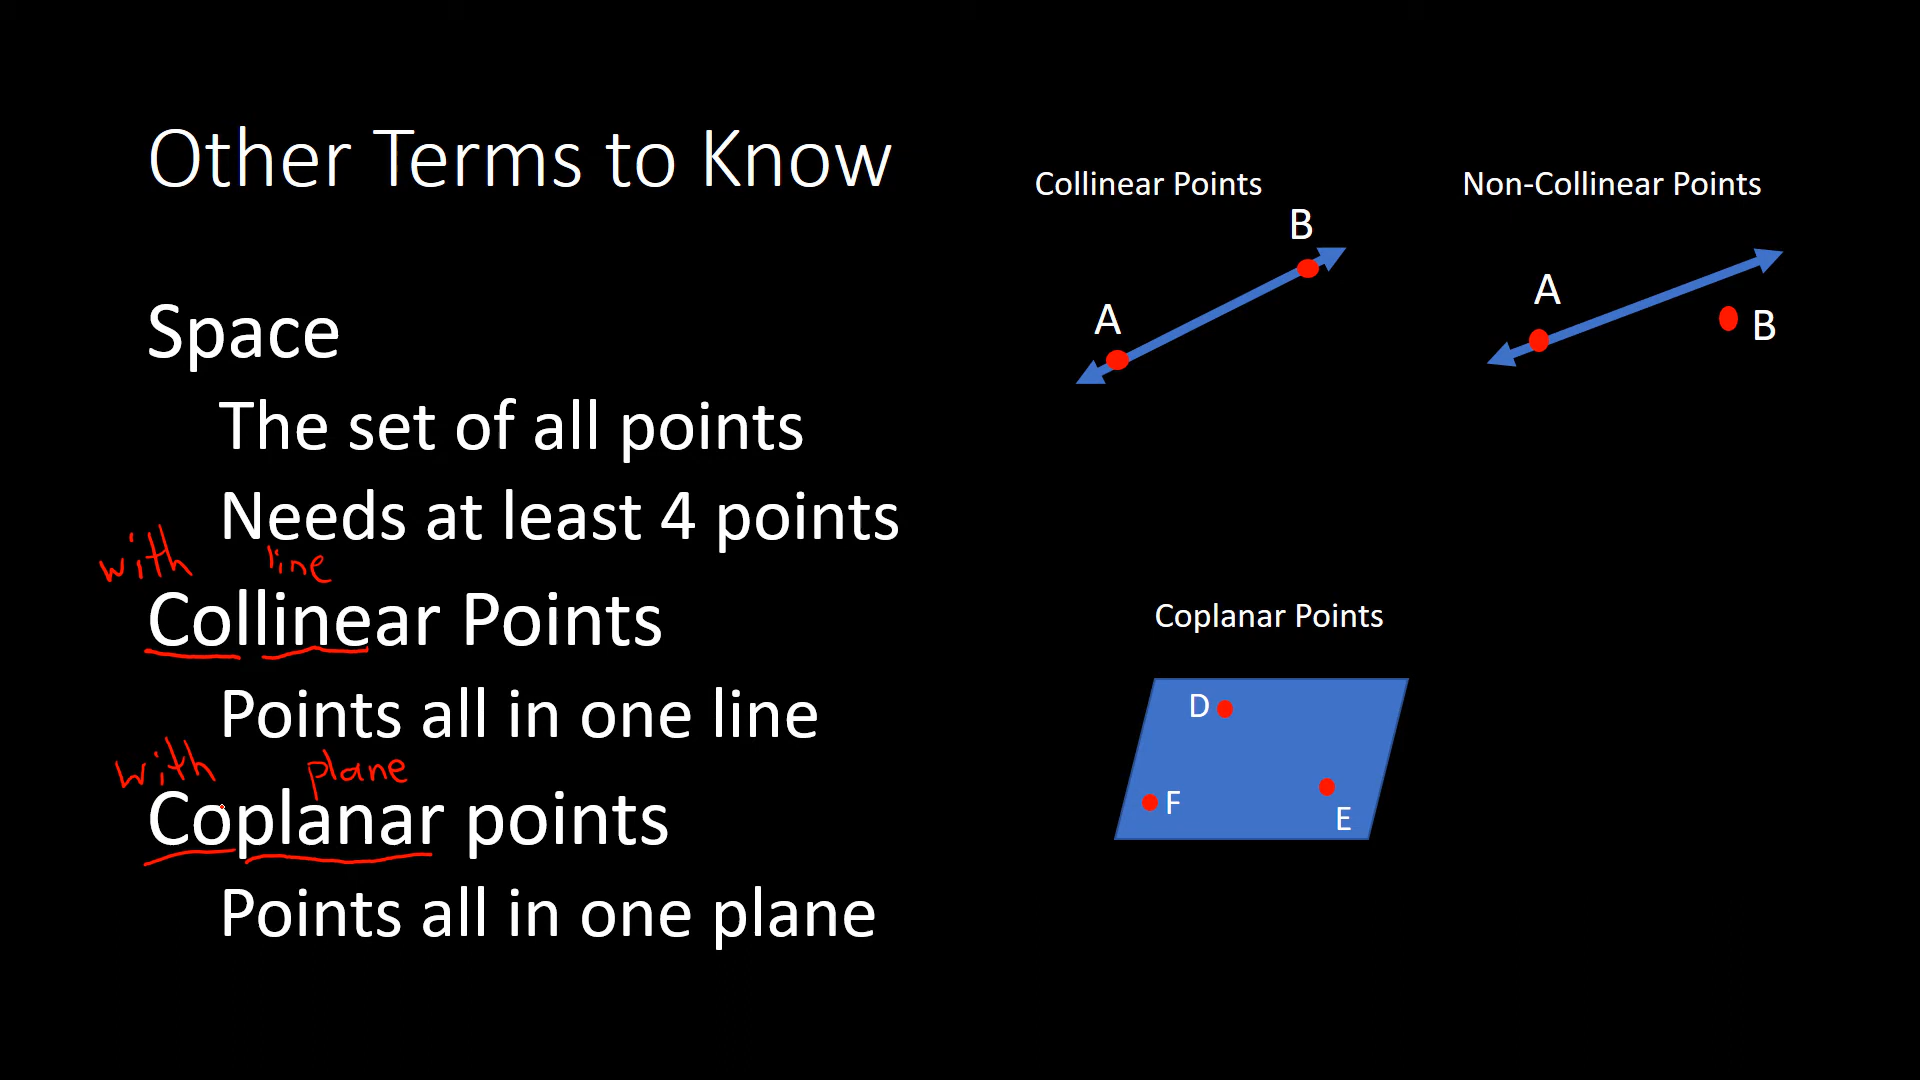 Other Terms to Know
Space
The set of all points
Needs at least 4 points
with line
Collinear Points
Points all in one line
with plane
Coplanar points
Points all in one plane
Collinear Points
B
A
Non-Collinear Points
A
B
Coplanar Points
D
F
E